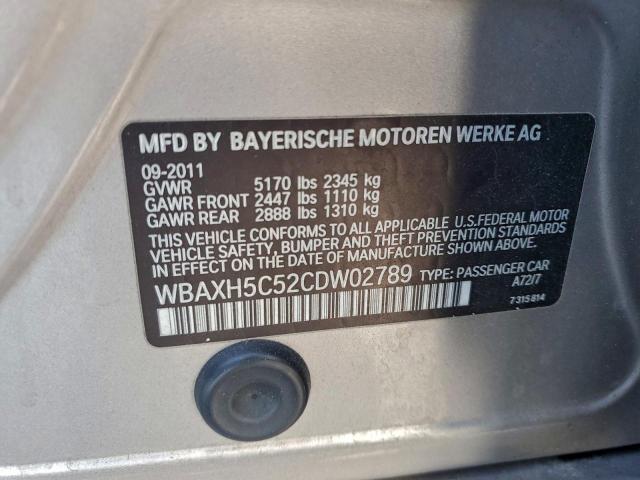 MFD BY BAYERISCHE MOTOREN WERKE AG
09-2011
GVWR 5170 lbs 2345 kg
GAWR FRONT 2447 lbs 1110 kg
GAWR REAR 2888 lbs 1310 kg
THIS VEHICLE CONFORMS TO ALL APPLICABLE U.S.FEDERAL MOTOR
VEHICLE SAFETY, BUMPER AND THEFT PREVENTION STANDARDS
IN EFFECT ON THE DATE OF MANUFACTURE SHOWN ABOVE.
WBAXH5C52CDW02789 TYPE: PASSENGER CAR
A72/7
7315814